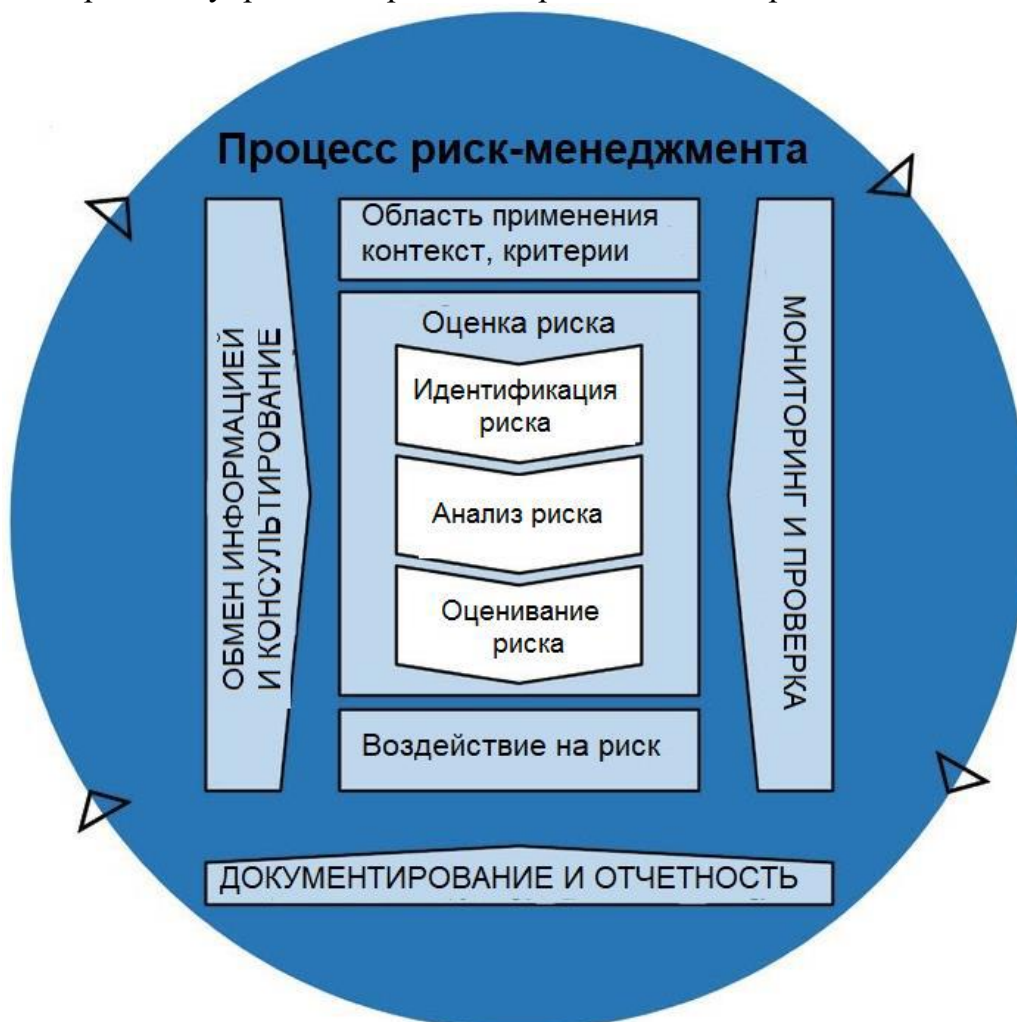 Процесс риск-менеджмента
Область применения
контекст, критерии
Оценка риска
Идентификация
риска
Анализ риска
Оценивание
риска
Воздействие на риск
ОБМЕН ИНФОРМАЦИЕЙ
И КОНСУЛЬТИРОВАНИЕ
МОНИТОРИНГ И ПРОВЕРКА
ДОКУМЕНТИРОВАНИЕ И ОТЧЕТНОСТЬ